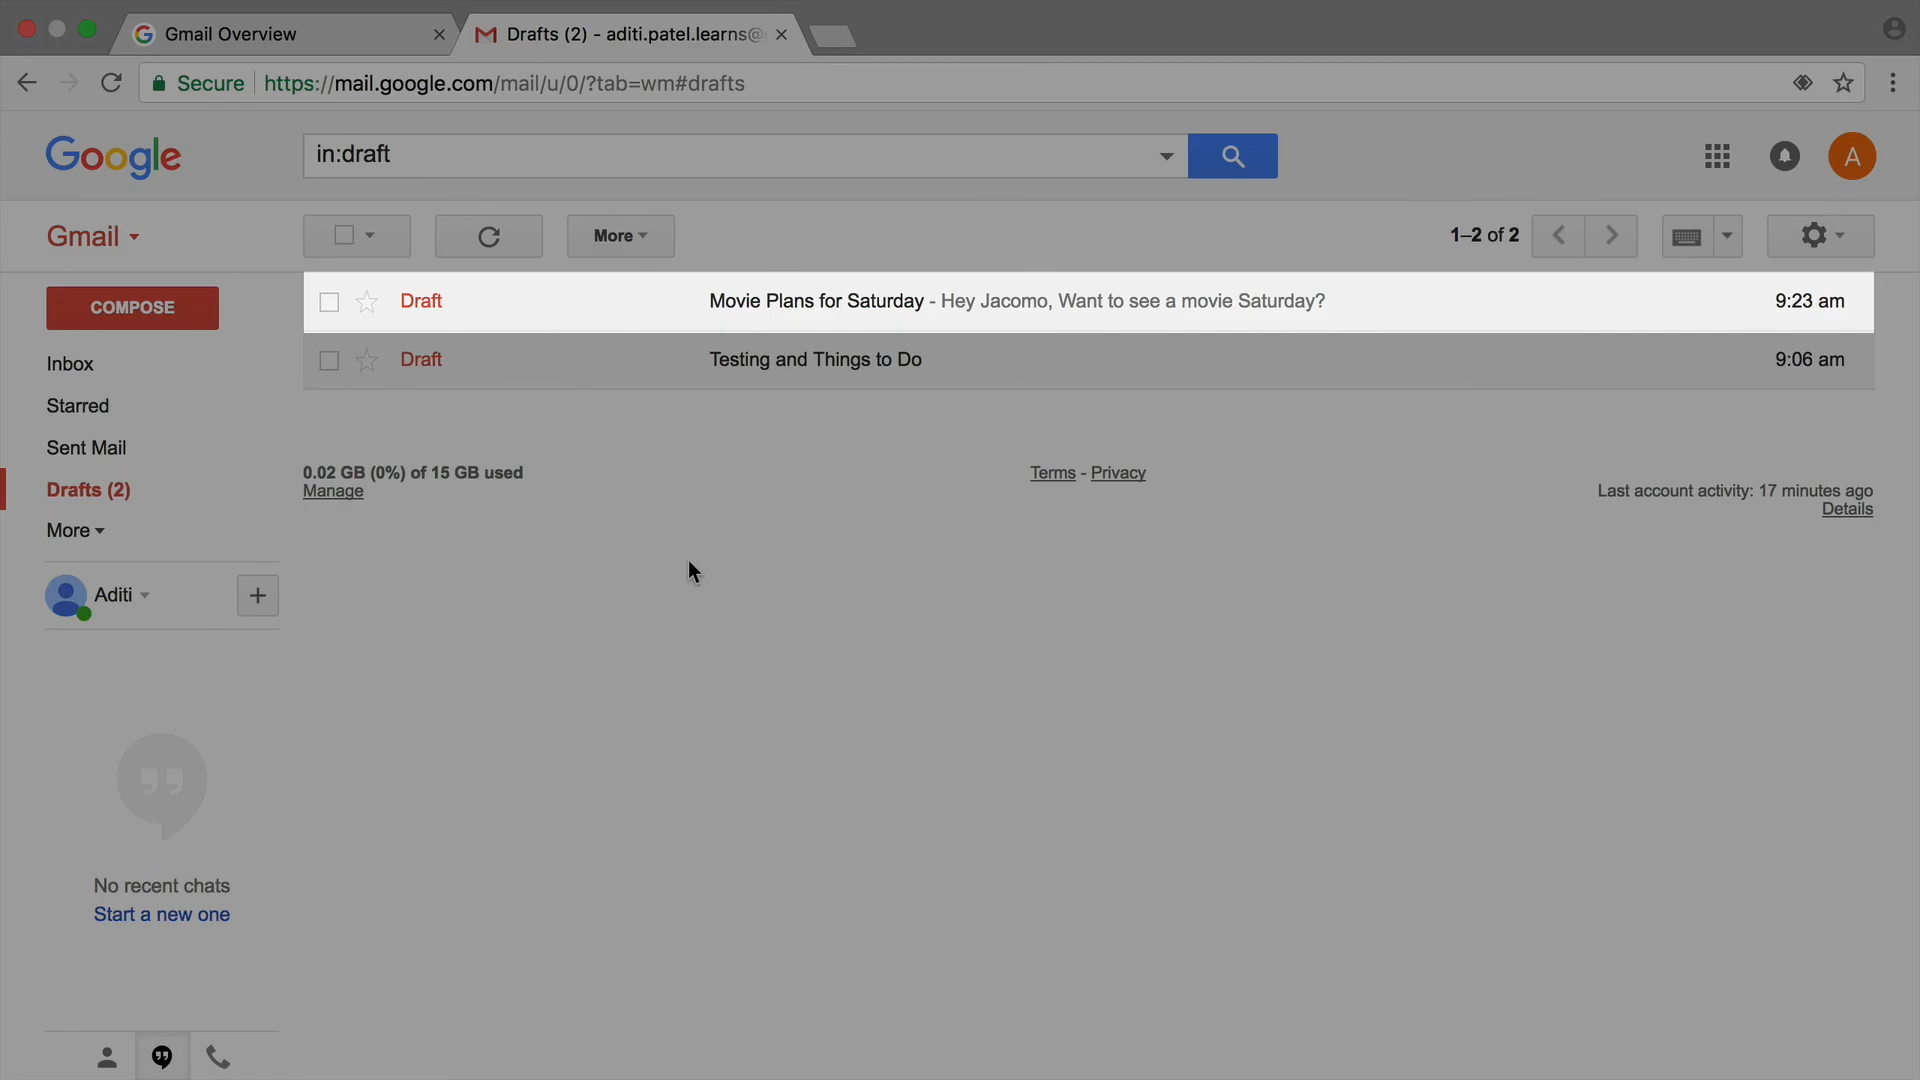 Gmail Overview
Drafts (2) - aditi.patel.learns@
Secure https://mail.google.com/mail/u/0/?tab=wm#drafts
Google
in:draft
A
Gmail
More
1–2 of 2
COMPOSE
Draft Movie Plans for Saturday - Hey Jacomo, Want to see a movie Saturday? 9:23 am
Draft Testing and Things to Do 9:06 am
Inbox
Starred
Sent Mail
Drafts (2)
More
0.02 GB (0%) of 15 GB used
Manage
Terms - Privacy
Last account activity: 17 minutes ago
Details
Aditi
No recent chats
Start a new one